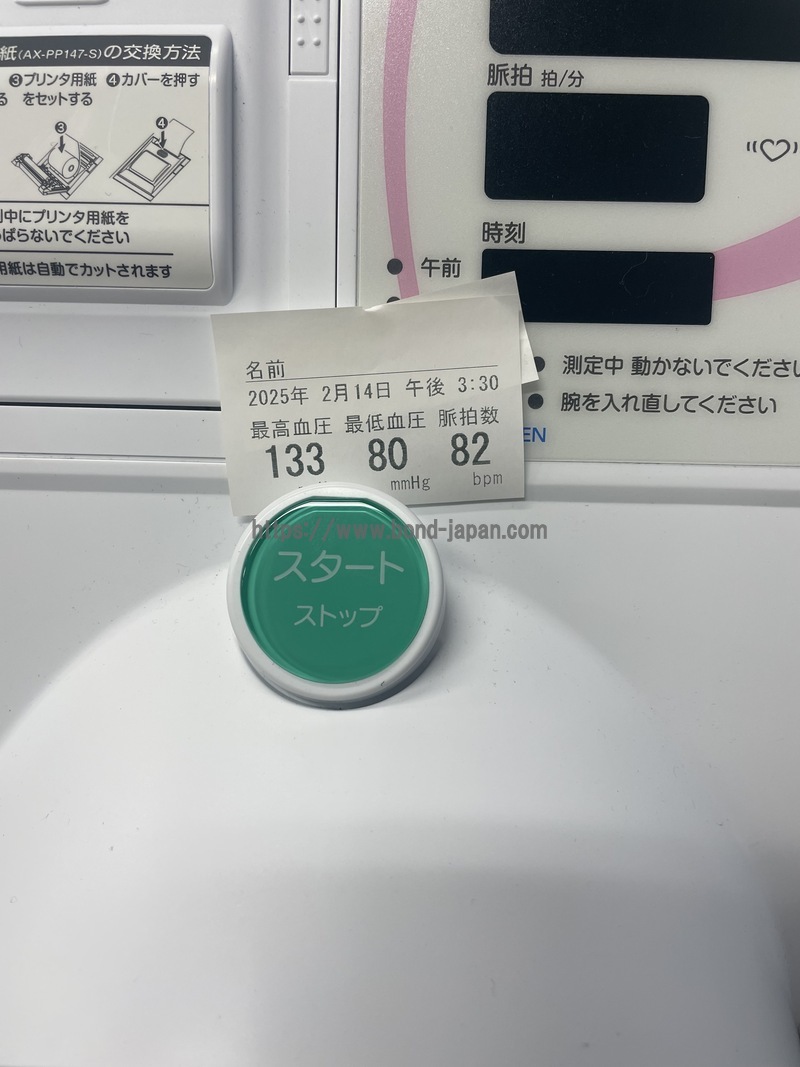 紙(AX-PP147-S)の交換方法
❸プリンタ用紙 ❹カバーを押す
る をセットする
❸ ❹
中にプリンタ用紙を
ぱらないでください
用紙は自動でカットされます
脈拍 拍/分
時刻
午前
測定中 動かないでください
腕を入れ直してください
EN
名前
2025年 2月14日 午後 3:30
最高血圧 最低血圧 脈拍数
133 80 82
mmHg bpm
https://www.bond-japan.com
スタート
ストップ